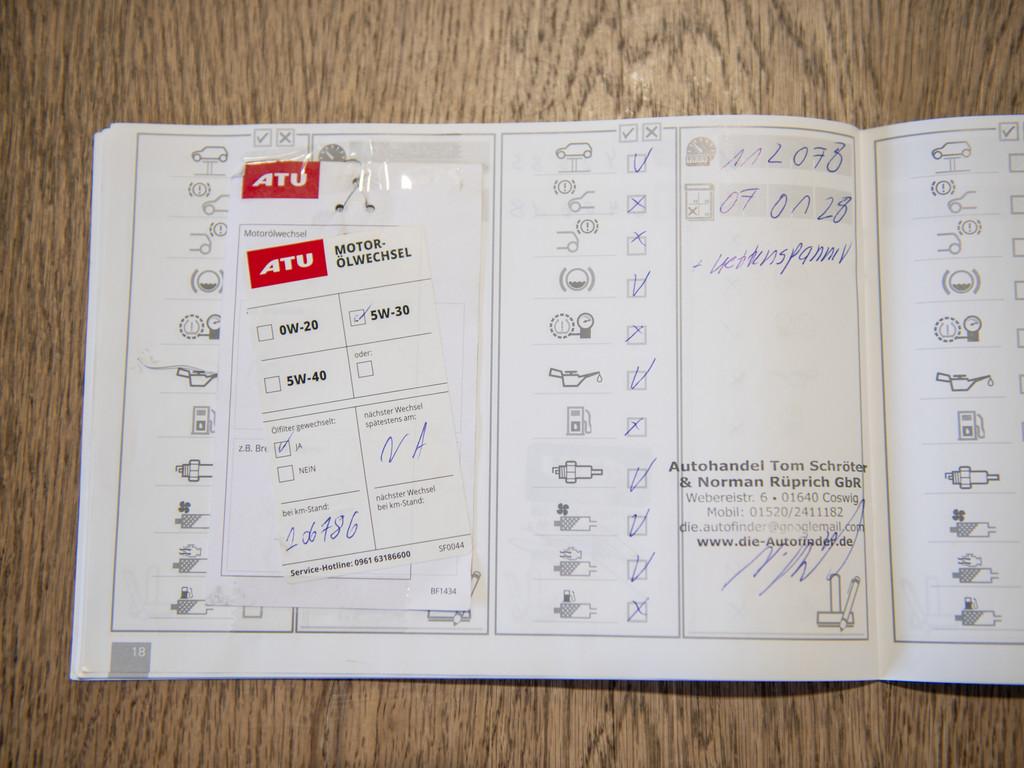 ATU
Motorölwechsel
ATU
MOTOR-
ÖLWECHSEL
0W-20
5W-30
5W-40
oder:
Ölfilter gewechselt:
JA
NEIN
nächster Wechsel
spätestens am:
NA
z.B. Bre
bei km-Stand:
106786
nächster Wechsel
bei km-Stand:
Service-Hotline: 0961 63186600
SF0044
BF1434
18
112078
07 01 28
+ Kettenspanner
Autohandel Tom Schröter
& Norman Rüprich GbR
Webereistr. 6 • 01640 Coswig
Mobil: 01520/2411182
die.autofinder@googlemail.com
www.die-Autofinder.de